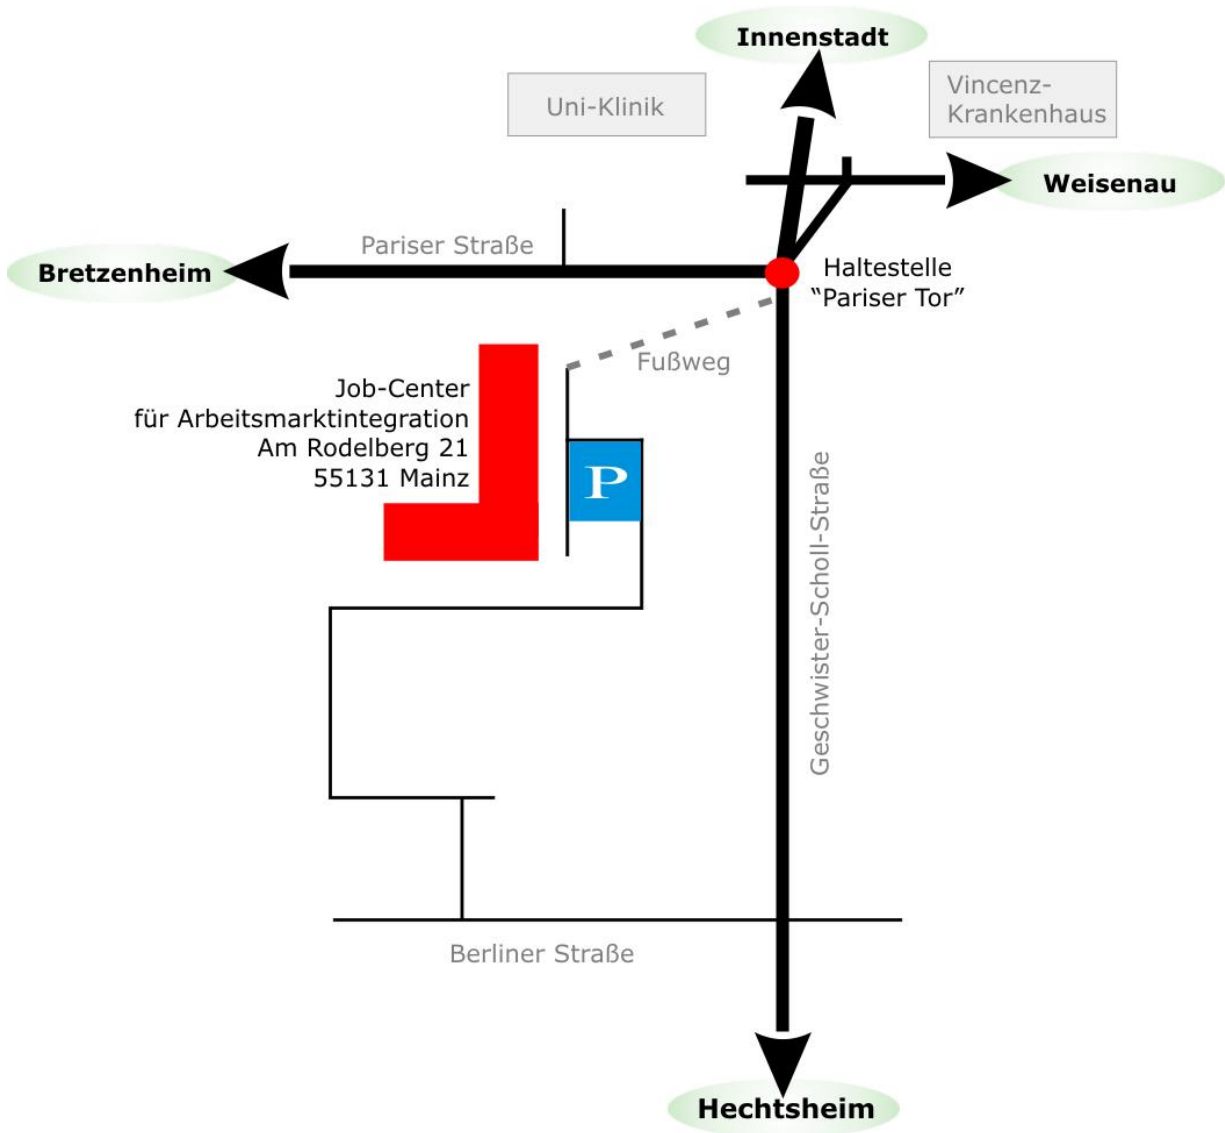 Innenstadt
Uni-Klinik
Vincenz-
Krankenhaus
Weisenau
Pariser Straße
Bretzenheim
Haltestelle
“Pariser Tor”
Fußweg
Job-Center
für Arbeitsmarktintegration
Am Rodelberg 21
55131 Mainz
P
Geschwister-Scholl-Straße
Berliner Straße
Hechtsheim